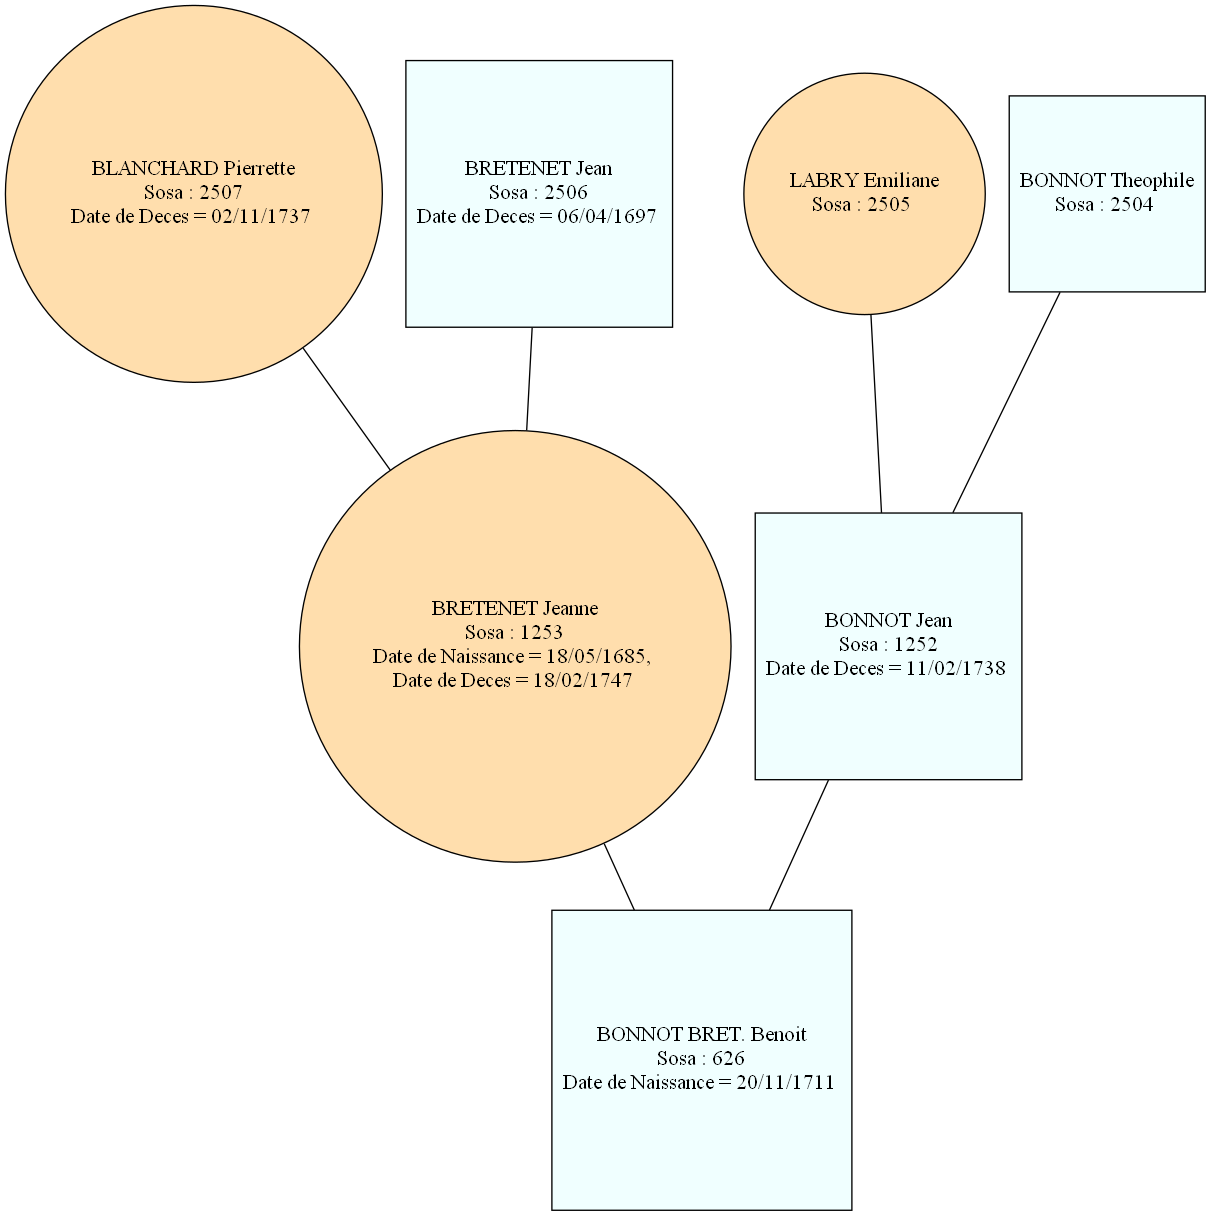 BLANCHARD Pierrette
Sosa : 2507
Date de Deces = 02/11/1737
BRETENET Jean
Sosa : 2506
Date de Deces = 06/04/1697
LABRY Emiliane
Sosa : 2505
BONNOT Theophile
Sosa : 2504
BRETENET Jeanne
Sosa : 1253
Date de Naissance = 18/05/1685,
Date de Deces = 18/02/1747
BONNOT Jean
Sosa : 1252
Date de Deces = 11/02/1738
BONNOT BRET. Benoit
Sosa : 626
Date de Naissance = 20/11/1711